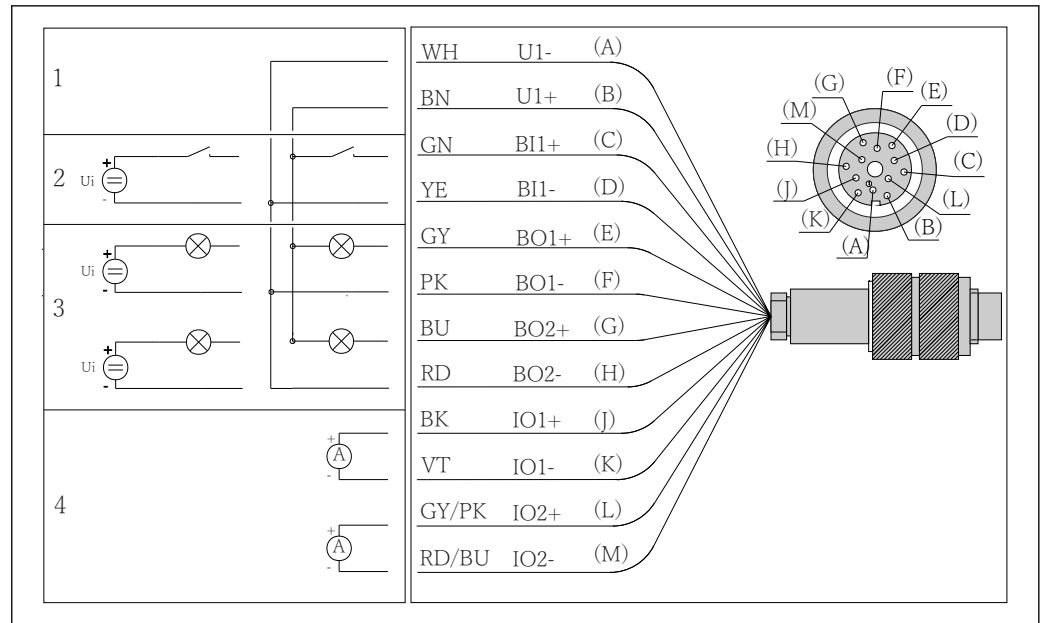 1
2
+
Ui
-
3
+
Ui
-
+
Ui
-
4
+
A
-
+
A
-
WH U1- (A)
BN U1+ (B)
GN BI1+ (C)
YE BI1- (D)
GY BO1+ (E)
PK BO1- (F)
BU BO2+ (G)
RD BO2- (H)
BK IO1+ (J)
VT IO1- (K)
GY/PK IO2+ (L)
RD/BU IO2- (M)
(F)
(G) (E)
(M) (D)
(H) (C)
(J) (L)
(K) (B)
(A)